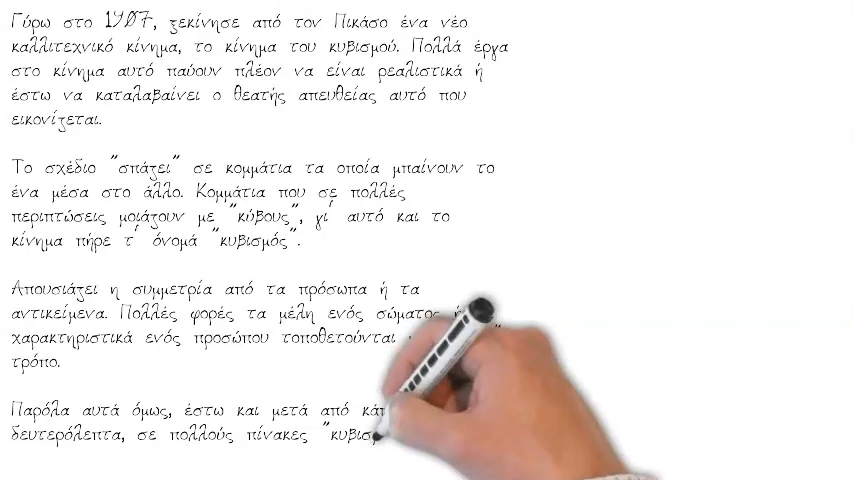 Γύρω στο 1907, ξεκίνησε από τον Πικάσο ένα νέο
καλλιτεχνικό κίνημα, το κίνημα του κυβισμού. Πολλά έργα
στο κίνημα αυτό παύουν πλέον να είναι ρεαλιστικά ή
έστω να καταλαβαίνει ο θεατής απευθείας αυτό που
εικονίζεται.
Το σχέδιο "σπάζει" σε κομμάτια τα οποία μπαίνουν το
ένα μέσα στο άλλο. Κομμάτια που σε πολλές
περιπτώσεις μοιάζουν με "κύβους", γι' αυτό και το
κίνημα πήρε τ' όνομά "κυβισμός".
Απουσιάζει η συμμετρία από τα πρόσωπα ή τα
αντικείμενα. Πολλές φορές τα μέλη ενός σώματος ή
χαρακτηριστικά ενός προσώπου τοποθετούνται
τρόπο.
Παρόλα αυτά όμως, έστω και μετά από
δευτερόλεπτα, σε πολλούς πίνακες